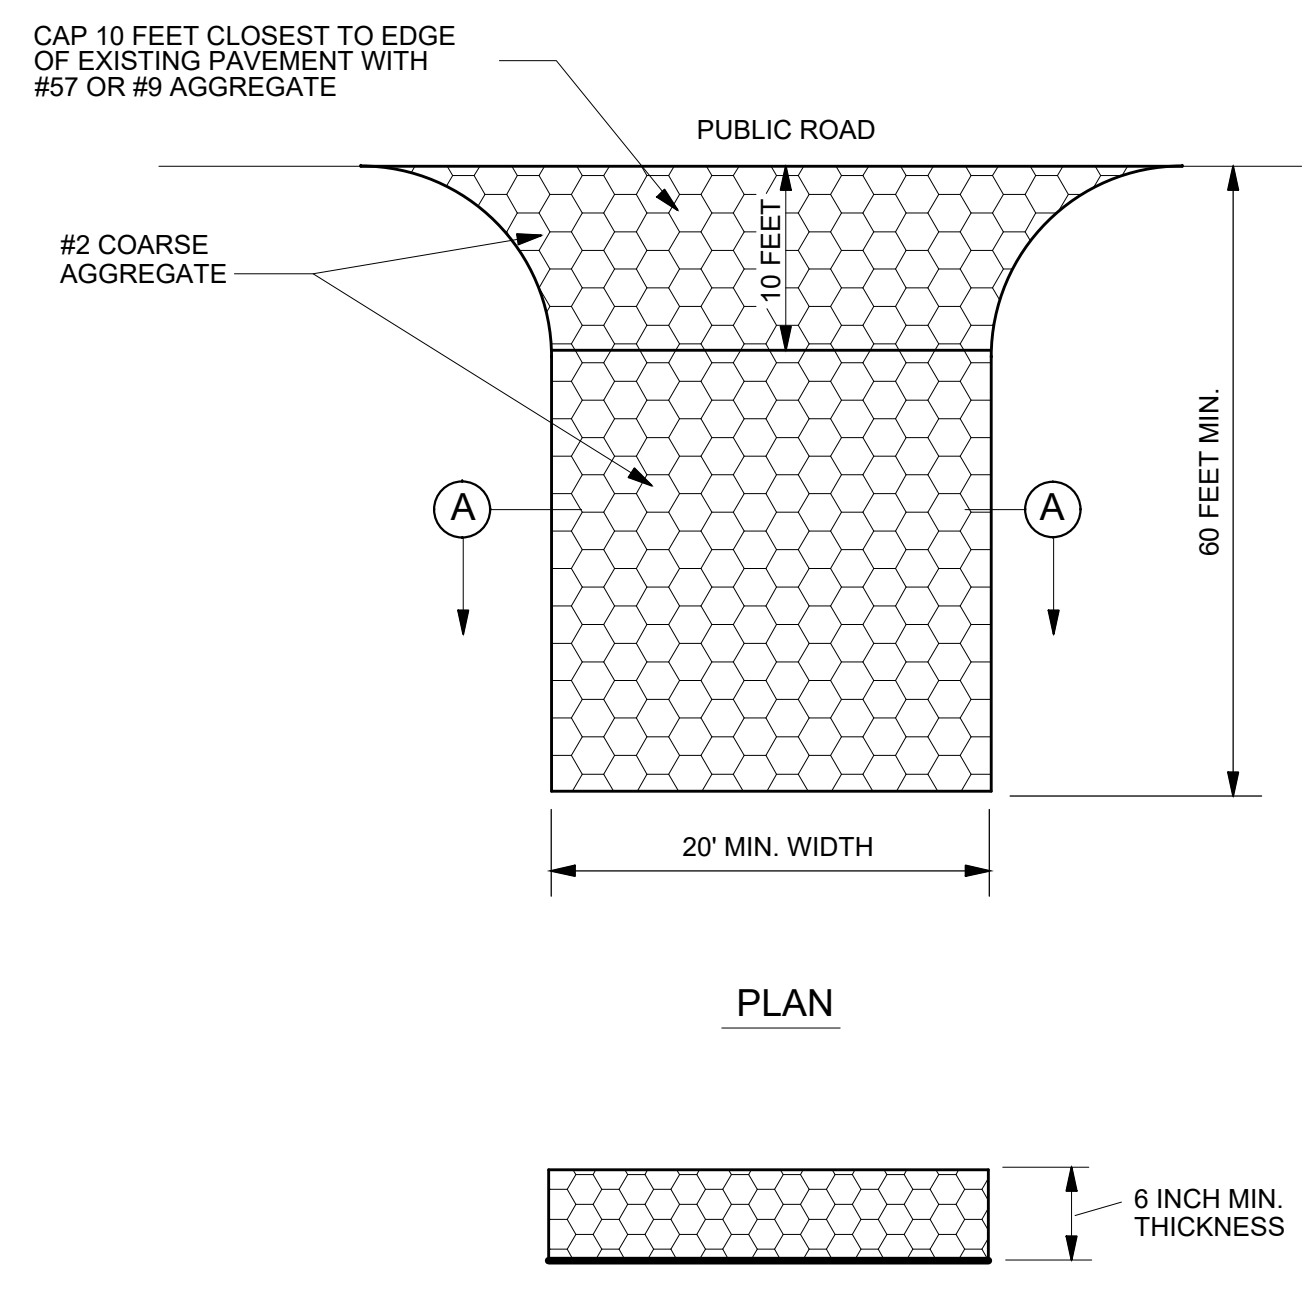 CAP 10 FEET CLOSEST TO EDGE
OF EXISTING PAVEMENT WITH
#57 OR #9 AGGREGATE
PUBLIC ROAD
10 FEET
#2 COARSE
AGGREGATE
60 FEET MIN.
A
A
20' MIN. WIDTH
PLAN
6 INCH MIN.
THICKNESS